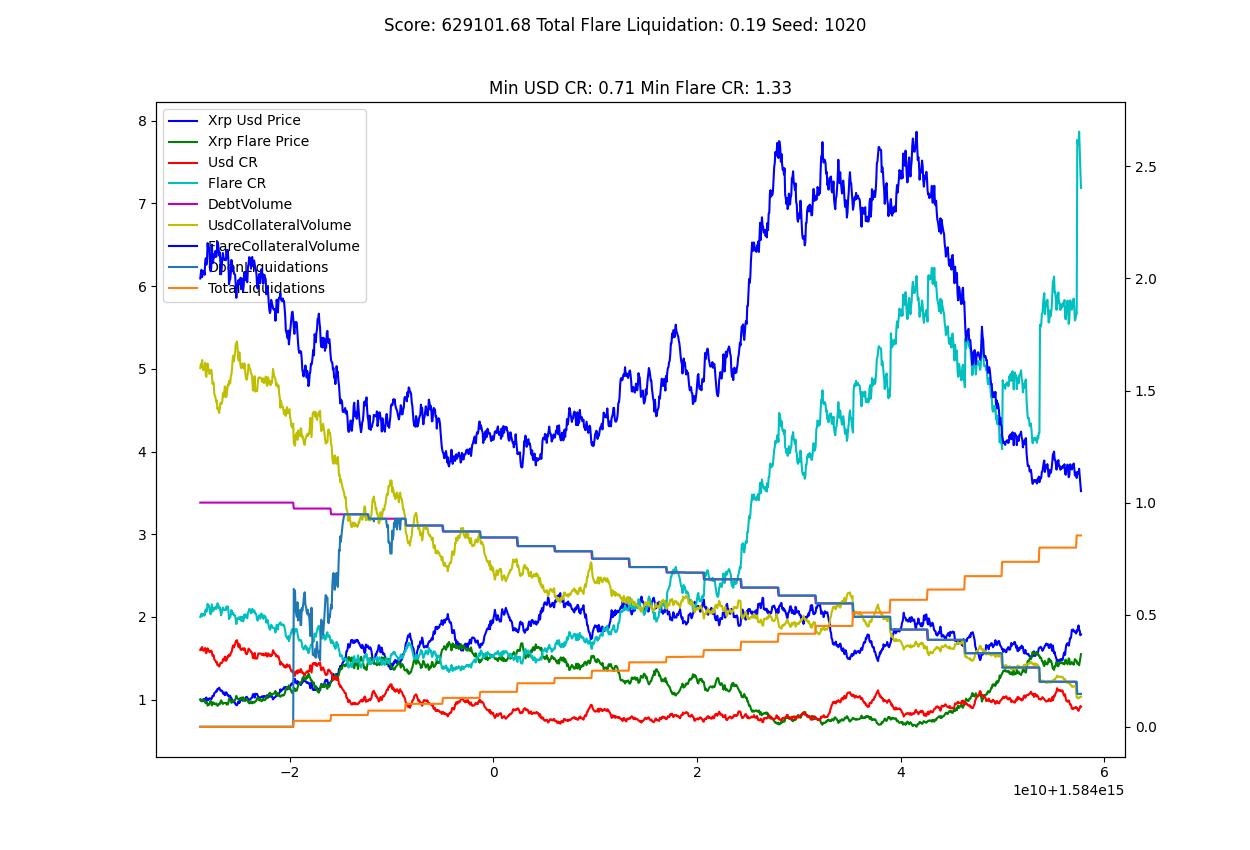 Score: 629101.68 Total Flare Liquidation: 0.19 Seed: 1020
Min USD CR: 0.71 Min Flare CR: 1.33
Xrp Usd Price
Xrp Flare Price
Usd CR
Flare CR
DebtVolume
UsdCollateralVolume
FlareCollateralVolume
OpenLiquidations
TotalLiquidations
8
7
6
5
4
3
2
1
2.5
2.0
1.5
1.0
0.5
0.0
−2 0 2 4 6
1e10+1.584e15